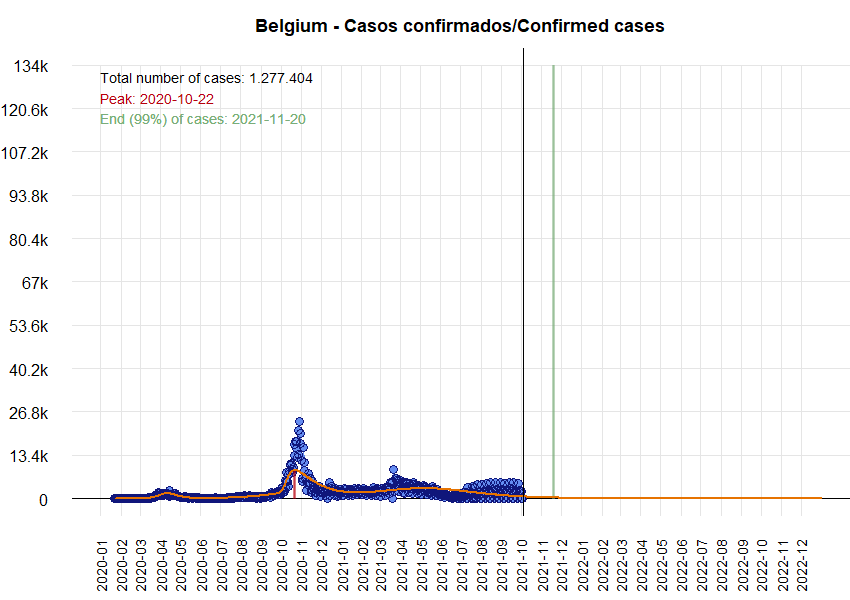 Belgium - Casos confirmados/Confirmed cases
134k
120.6k
107.2k
93.8k
80.4k
67k
53.6k
40.2k
26.8k
13.4k
0
Total number of cases: 1.277.404
Peak: 2020-10-22
End (99%) of cases: 2021-11-20
2020-01
2020-02
2020-03
2020-04
2020-05
2020-06
2020-07
2020-08
2020-09
2020-10
2020-11
2020-12
2021-01
2021-02
2021-03
2021-04
2021-05
2021-06
2021-07
2021-08
2021-09
2021-10
2021-11
2021-12
2022-01
2022-02
2022-03
2022-04
2022-05
2022-06
2022-07
2022-08
2022-09
2022-10
2022-11
2022-12